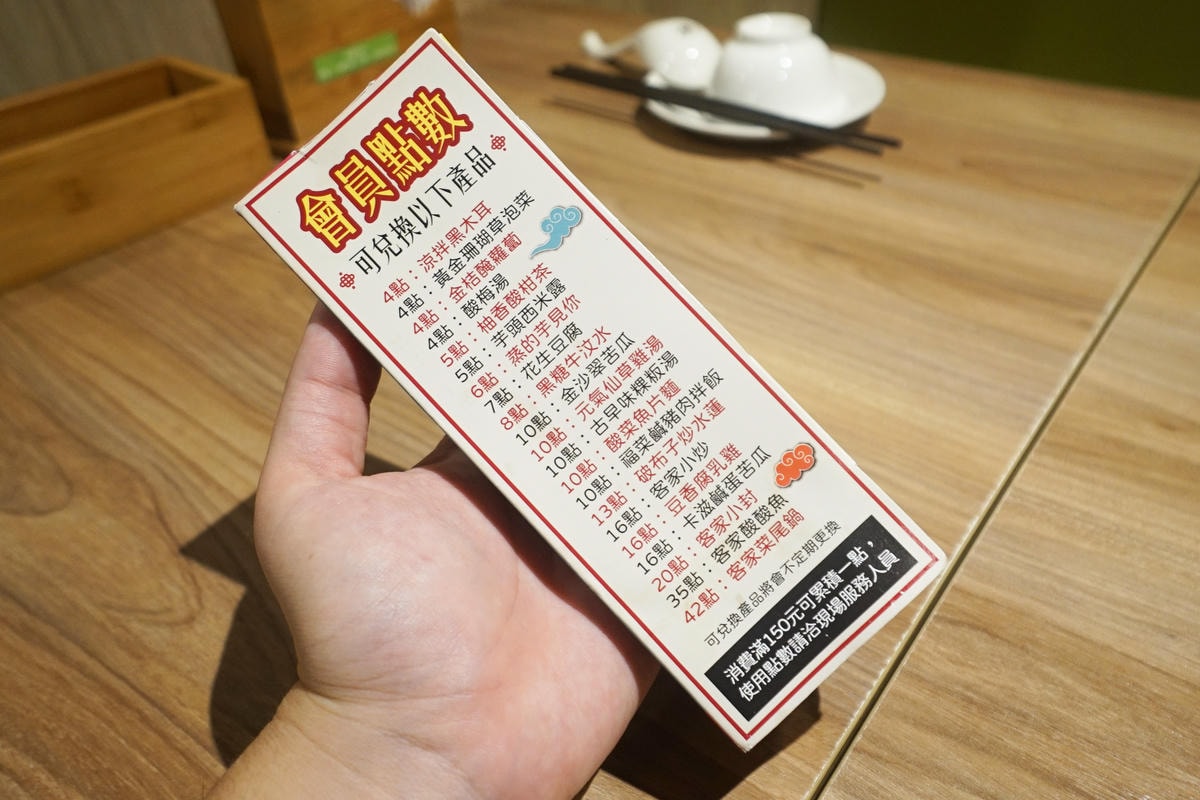 會員點數
可兌換以下產品
4點：涼拌黑木耳
4點：黃金珊瑚草泡菜
4點：金桔醃蘿蔔
4點：酸梅湯
5點：柚香酸柑茶
5點：芋頭西米露
6點：蒸的芋見你
7點：花生豆腐
8點：黑糖牛汶水
10點：金沙翠苦瓜
10點：元氣仙草雞湯
10點：古早味粿粄湯
10點：酸菜魚片麵
10點：福菜鹹豬肉拌飯
13點：破布子炒水蓮
16點：客家小炒
16點：豆香腐乳雞
16點：卡滋鹹蛋苦瓜
20點：客家小封
35點：客家酸酸魚
42點：客家菜尾鍋
可兌換產品將會不定期更換
消費滿150元可累積一點，
使用點數請洽現場服務人員